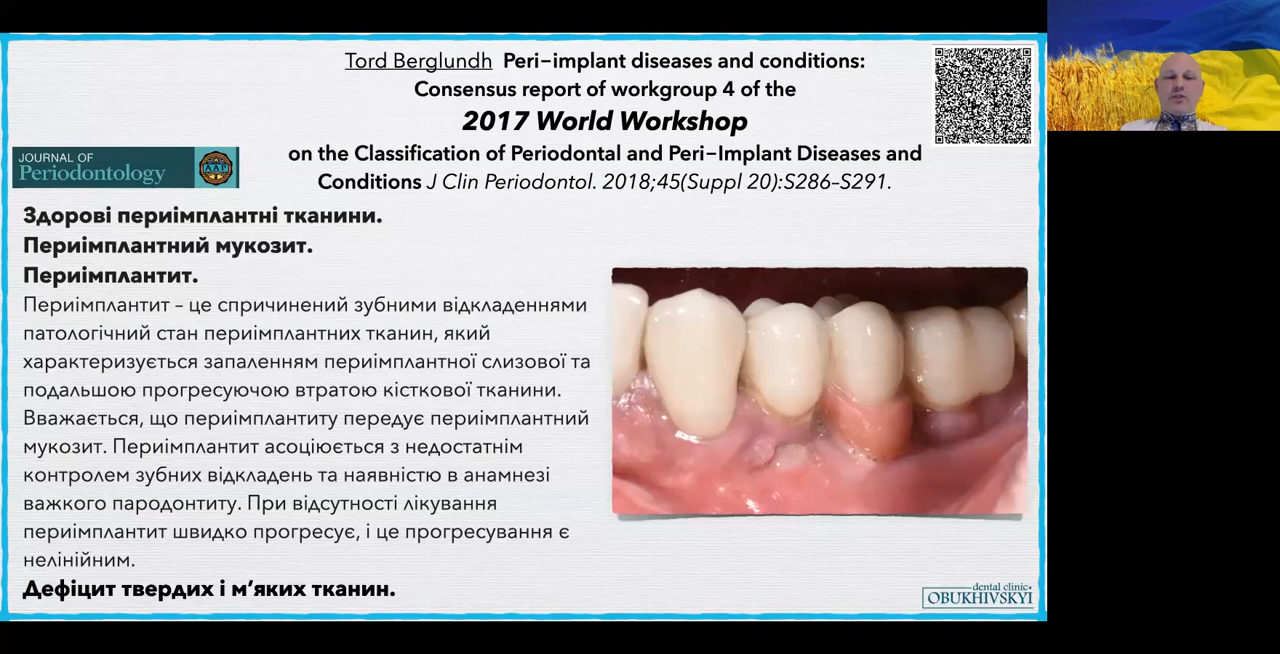 Tord Berglundh Peri–implant diseases and conditions:
Consensus report of workgroup 4 of the
2017 World Workshop
on the Classification of Periodontal and Peri–Implant Diseases and
Conditions J Clin Periodontol. 2018;45(Suppl 20):S286–S291.
JOURNAL OF
Periodontology
AAP
Здорові периімплантні тканини.
Периімплантний мукозит.
Периімплантит.
Периімплантит – це спричинений зубними відкладеннями
патологічний стан периімплантних тканин, який
характеризується запаленням периімплантної слизової та
подальшою прогресуючою втратою кісткової тканини.
Вважається, що периімплантиту передує периімплантний
мукозит. Периімплантит асоціюється з недостатнім
контролем зубних відкладень та наявністю в анамнезі
важкого пародонтиту. При відсутності лікування
периімплантит швидко прогресує, і це прогресування є
нелінійним.
Дефіцит твердих і м’яких тканин.
dental clinic
OBUKHIVSKYI